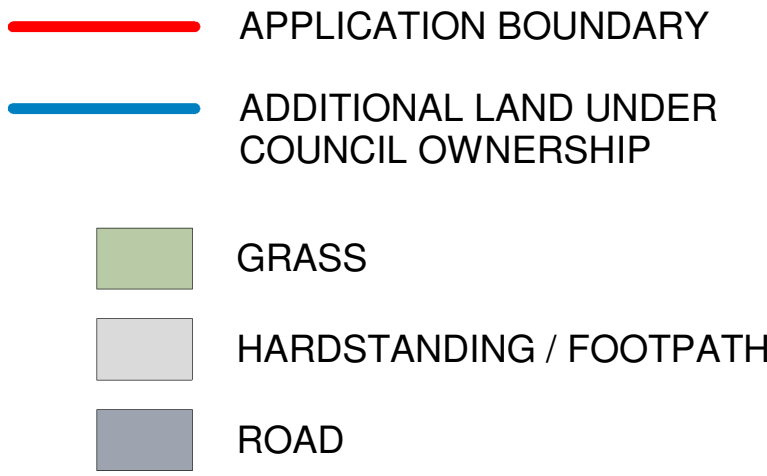 APPLICATION BOUNDARY
ADDITIONAL LAND UNDER
COUNCIL OWNERSHIP
GRASS
HARDSTANDING / FOOTPATH
ROAD